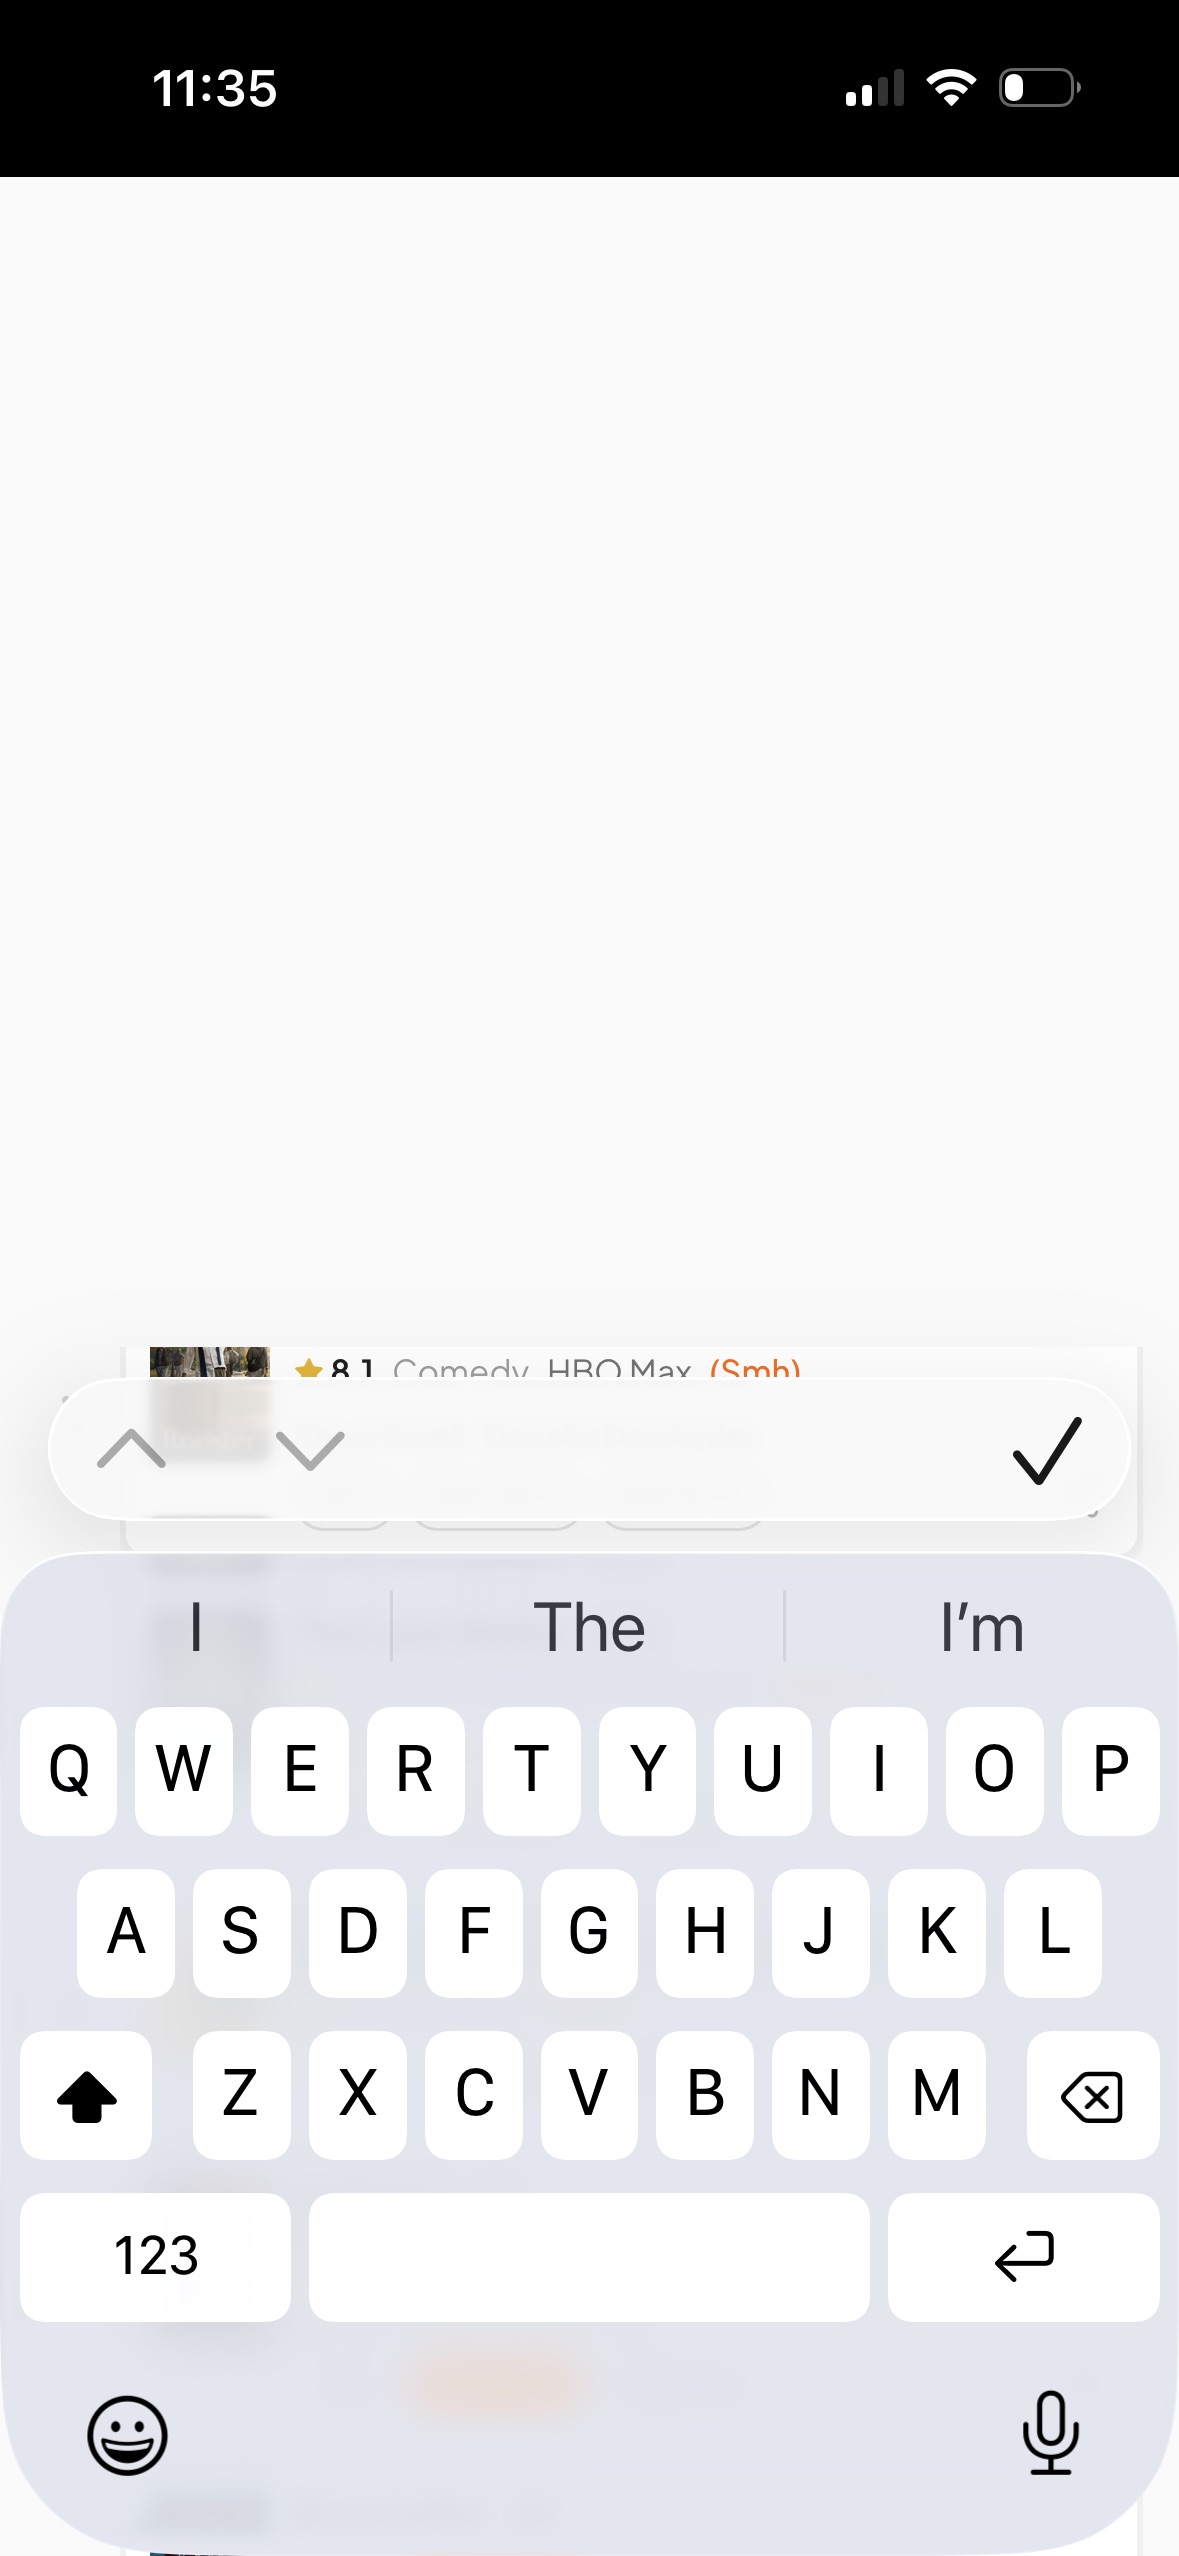 11:35
8.1 Comedy HBO Max (Smh)
I The I'm
Q W E R T Y U I O P
A S D F G H J K L
Z X C V B N M
123